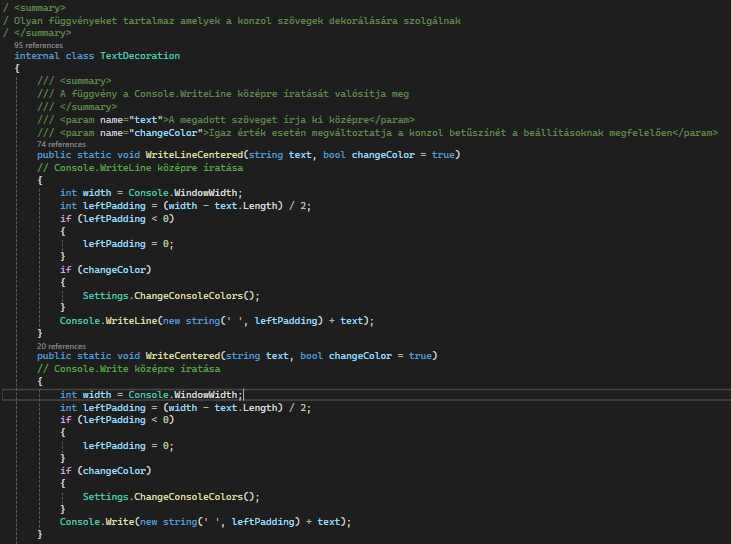 / <summary>
/ Olyan függvényeket tartalmaz amelyek a konzol szövegek dekorálására szolgálnak
/ </summary>
95 references
internal class TextDecoration
{
/// <summary>
/// A függvény a Console.WriteLine középre íratását valósítja meg
/// </summary>
/// <param name="text">A megadott szöveget írja ki középre</param>
/// <param name="changeColor">Igaz érték esetén megváltoztatja a konzol betűszínét a beállításoknak megfelelően</param>
74 references
public static void WriteLineCentered(string text, bool changeColor = true)
// Console.WriteLine középre íratása
{
int width = Console.WindowWidth;
int leftPadding = (width - text.Length) / 2;
if (leftPadding < 0)
{
leftPadding = 0;
}
if (changeColor)
{
Settings.ChangeConsoleColors();
}
Console.WriteLine(new string(' ', leftPadding) + text);
}
20 references
public static void WriteCentered(string text, bool changeColor = true)
// Console.Write középre íratása
{
int width = Console.WindowWidth;
int leftPadding = (width - text.Length) / 2;
if (leftPadding < 0)
{
leftPadding = 0;
}
if (changeColor)
{
Settings.ChangeConsoleColors();
}
Console.Write(new string(' ', leftPadding) + text);
}